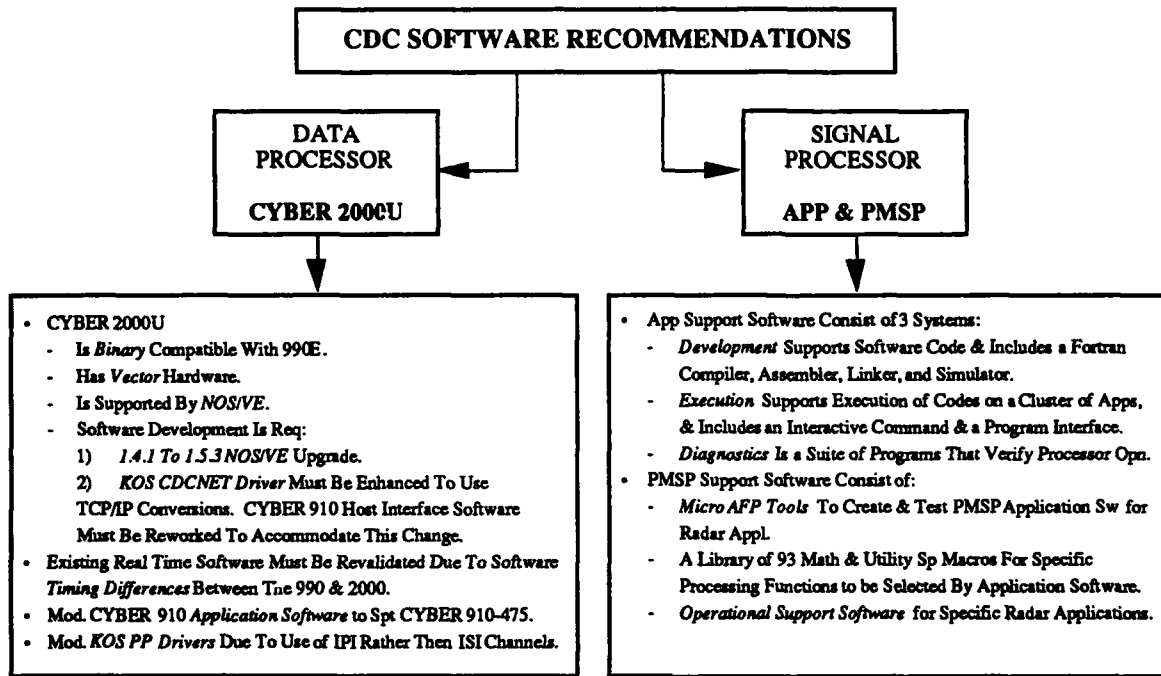 CDC SOFTWARE RECOMMENDATIONS
DATA
PROCESSOR
CYBER 2000U
SIGNAL
PROCESSOR
APP & PMSP
• CYBER 2000U
- Is Binary Compatible With 990E.
- Has Vector Hardware.
- Is Supported By NOS/VE.
- Software Development Is Req:
1) 1.4.1 To 1.5.3 NOS/VE Upgrade.
2) KOS CDCNET Driver Must Be Enhanced To Use
TCP/IP Conversions. CYBER 910 Host Interface Software
Must Be Reworked To Accommodate This Change.
• Existing Real Time Software Must Be Revalidated Due To Software
Timing Differences Between The 990 & 2000.
• Mod. CYBER 910 Application Software to Spt CYBER 910-475.
• Mod. KOS PP Drivers Due To Use of IPI Rather Then ISI Channels.
• App Support Software Consist of 3 Systems:
- Development Supports Software Code & Includes a Fortran
Compiler, Assembler, Linker, and Simulator.
- Execution Supports Execution of Codes on a Cluster of Apps,
& Includes an Interactive Command & a Program Interface.
- Diagnostics Is a Suite of Programs That Verify Processor Opn.
• PMSP Support Software Consist of:
- Micro AFP Tools To Create & Test PMSP Application Sw for
Radar Appl.
- A Library of 93 Math & Utility Sp Macros For Specific
Processing Functions to be Selected By Application Software.
- Operational Support Software for Specific Radar Applications.